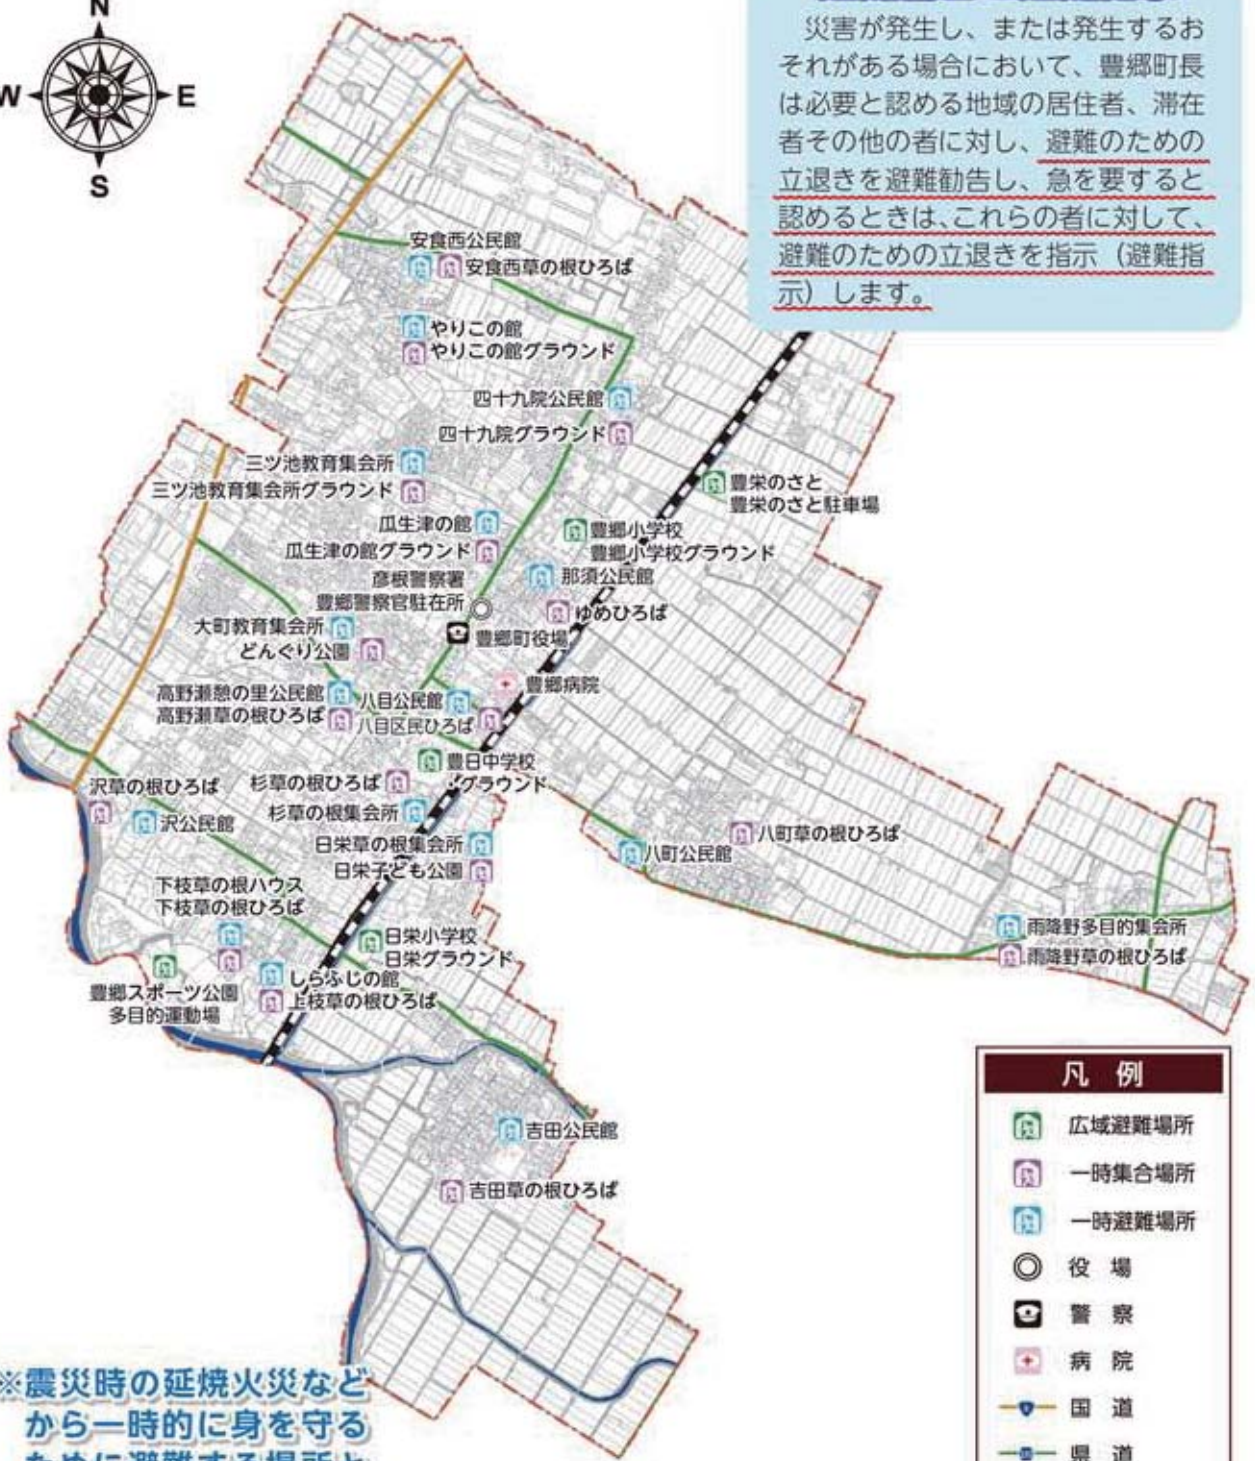 N
W
E
S
災害が発生し、または発生するお
それがある場合において、豊郷町長
は必要と認める地域の居住者、滞在
者その他の者に対し、避難のための
立退きを避難勧告し、急を要すると
認めるときは、これらの者に対して、
避難のための立退きを指示（避難指
示）します。
安食西公民館
安食西草の根ひろば
やりこの館
やりこの館グラウンド
四十九院公民館
四十九院グラウンド
三ツ池教育集会所
三ツ池教育集会所グラウンド
豊栄のさと
豊栄のさと駐車場
瓜生津の館
瓜生津の館グラウンド
豊郷小学校
豊郷小学校グラウンド
彦根警察署
豊郷警察官駐在所
那須公民館
ゆめひろば
大町教育集会所
どんぐり公園
豊郷町役場
高野瀬憩の里公民館
高野瀬草の根ひろば
八目公民館
八目区民ひろば
豊郷病院
豊日中学校
グラウンド
沢草の根ひろば
沢公民館
杉草の根ひろば
杉草の根集会所
日栄草の根集会所
日栄子ども公園
八町草の根ひろば
八町公民館
下枝草の根ハウス
下枝草の根ひろば
日栄小学校
日栄グラウンド
雨降野多目的集会所
雨降野草の根ひろば
豊郷スポーツ公園
多目的運動場
しらふじの館
上枝草の根ひろば
吉田公民館
吉田草の根ひろば
凡 例
広域避難場所
一時集合場所
一時避難場所
役 場
警 察
病 院
国 道
県 道
※震災時の延焼火災など
から一時的に身を守る
ために避難する場所と